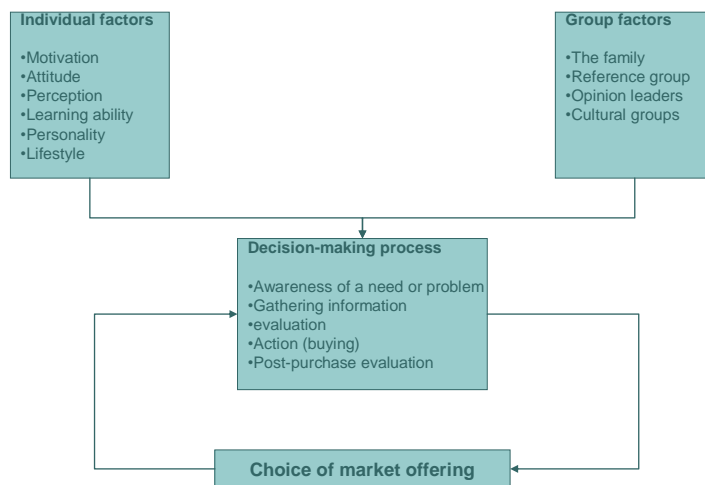 Individual factors
•Motivation
•Attitude
•Perception
•Learning ability
•Personality
•Lifestyle
Group factors
•The family
•Reference group
•Opinion leaders
•Cultural groups
Decision-making process
•Awareness of a need or problem
•Gathering information
•evaluation
•Action (buying)
•Post-purchase evaluation
Choice of market offering